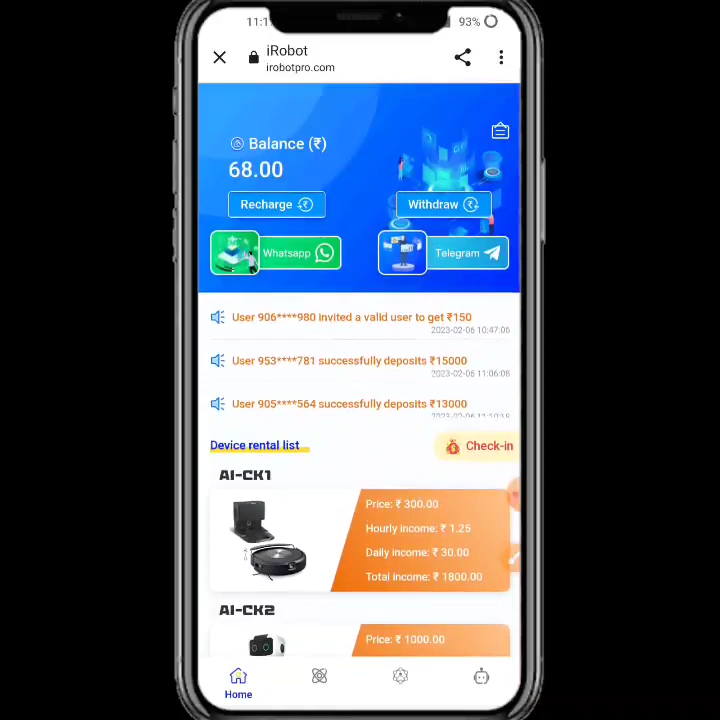 93%
iRobot
irobotpro.com
Balance (₹)
68.00
Recharge
Withdraw
Whatsapp
Telegram
User 906****980 invited a valid user to get ₹150
2023-02-06 10:47:06
User 953****781 successfully deposits ₹15000
2023-02-06 11:06:08
User 905****564 successfully deposits ₹13000
Device rental list
Check-in
AI-CK1
Price: ₹ 300.00
Hourly income: ₹ 1.25
Daily income: ₹ 30.00
Total income: ₹ 1800.00
AI-CK2
Price: ₹ 1000.00
Home